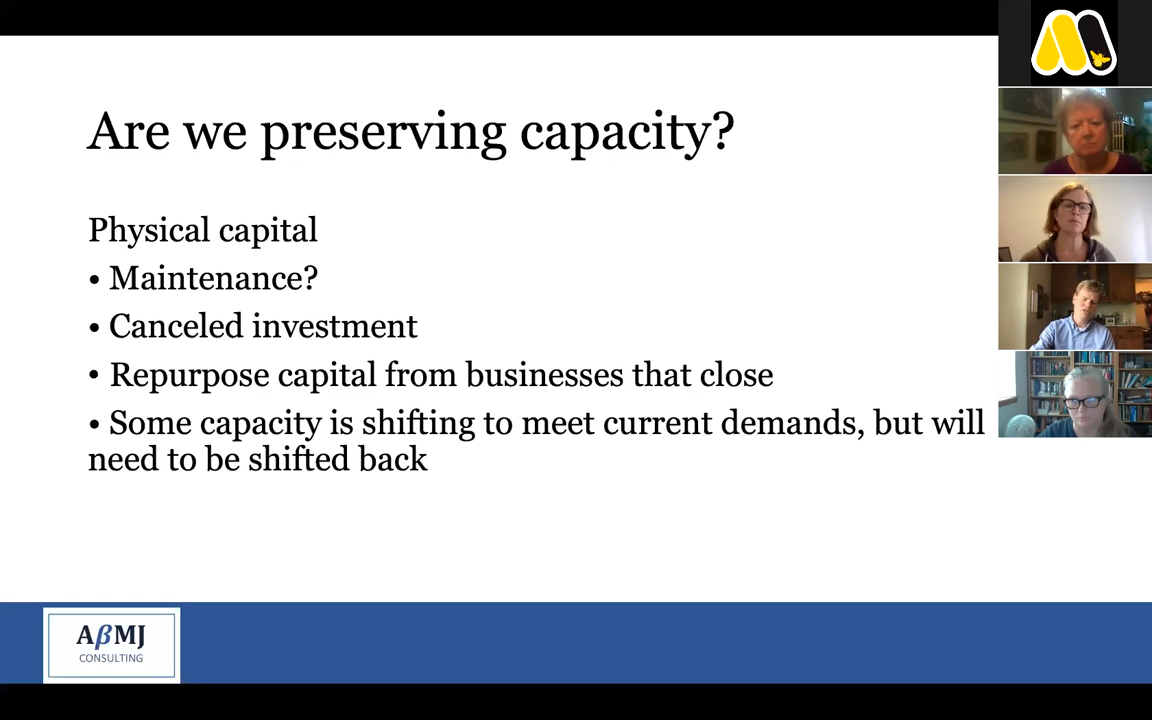 Are we preserving capacity?
Physical capital
• Maintenance?
• Canceled investment
• Repurpose capital from businesses that close
• Some capacity is shifting to meet current demands, but will
need to be shifted back
AβMJ
CONSULTING